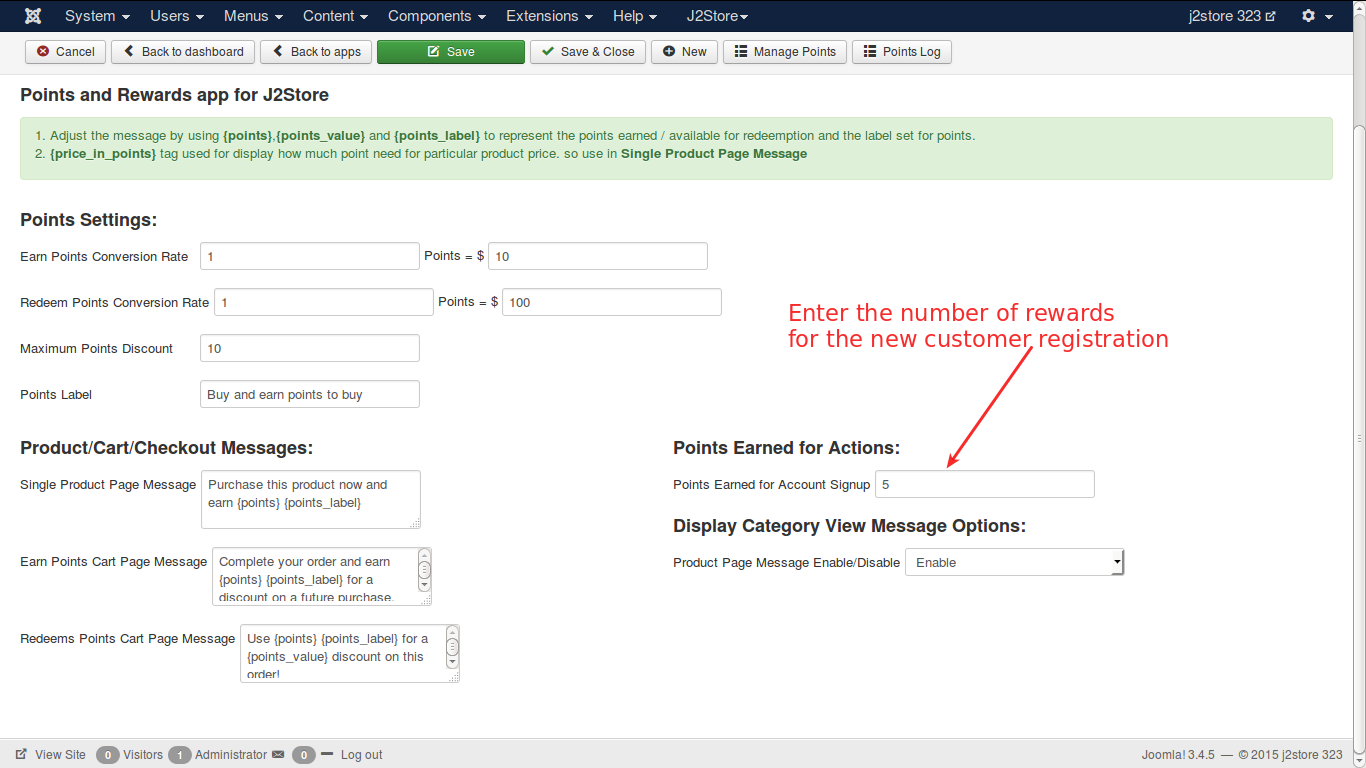 System Users Menus Content Components Extensions Help J2Store j2store 323
Cancel Back to dashboard Back to apps Save Save & Close New Manage Points Points Log
Points and Rewards app for J2Store
1. Adjust the message by using {points},{points_value} and {points_label} to represent the points earned / available for redeemption and the label set for points.
2. {price_in_points} tag used for display how much point need for particular product price. so use in Single Product Page Message
Points Settings:
Earn Points Conversion Rate 1 Points = $ 10
Redeem Points Conversion Rate 1 Points = $ 100
Enter the number of rewards
for the new customer registration
Maximum Points Discount 10
Points Label Buy and earn points to buy
Product/Cart/Checkout Messages:
Single Product Page Message
Purchase this product now and
earn {points} {points_label}
Earn Points Cart Page Message
Complete your order and earn
{points} {points_label} for a
discount on a future purchase.
Redeems Points Cart Page Message
Use {points} {points_label} for a
{points_value} discount on this
order!
Points Earned for Actions:
Points Earned for Account Signup 5
Display Category View Message Options:
Product Page Message Enable/Disable Enable
View Site 0 Visitors 1 Administrator 0 Log out Joomla! 3.4.5 — © 2015 j2store 323